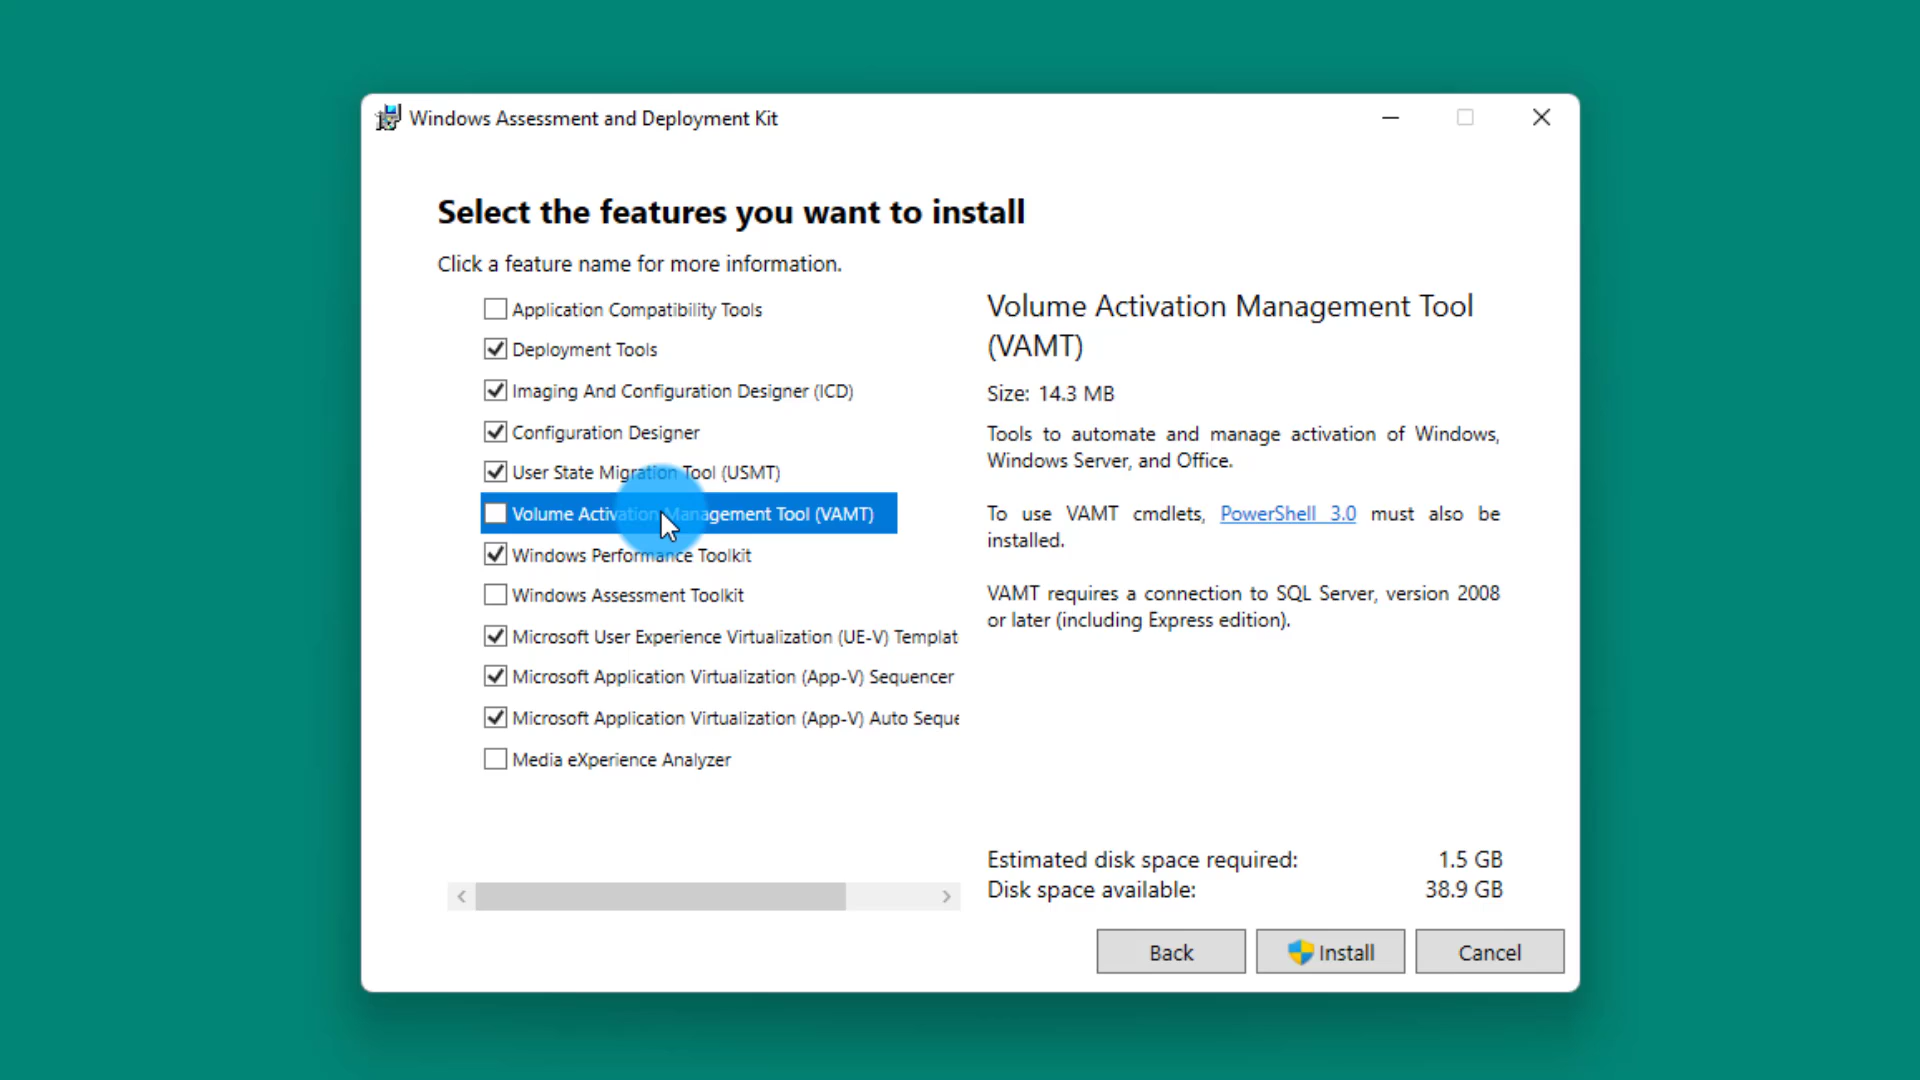 Windows Assessment and Deployment Kit
Select the features you want to install
Click a feature name for more information.
Application Compatibility Tools
Deployment Tools
Imaging And Configuration Designer (ICD)
Configuration Designer
User State Migration Tool (USMT)
Volume Activation Management Tool (VAMT)
Windows Performance Toolkit
Windows Assessment Toolkit
Microsoft User Experience Virtualization (UE-V) Templat
Microsoft Application Virtualization (App-V) Sequencer
Microsoft Application Virtualization (App-V) Auto Seque
Media eXperience Analyzer
Volume Activation Management Tool
(VAMT)
Size: 14.3 MB
Tools to automate and manage activation of Windows,
Windows Server, and Office.
To use VAMT cmdlets, PowerShell 3.0 must also be
installed.
VAMT requires a connection to SQL Server, version 2008
or later (including Express edition).
Estimated disk space required: 1.5 GB
Disk space available: 38.9 GB
Back
Install
Cancel